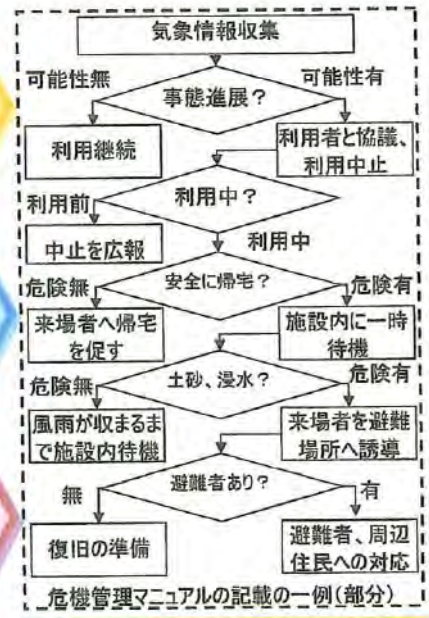 気象情報収集
可能性無
可能性有
事態進展？
利用継続
利用者と協議、
利用中止
利用中？
利用前
利用中
中止を広報
安全に帰宅？
危険無
危険有
来場者へ帰宅
を促す
施設内に一時
待機
土砂、浸水？
危険無
危険有
風雨が収まるま
で施設内待機
来場者を避難
場所へ誘導
避難者あり？
無
有
復旧の準備
避難者、周辺
住民への対応
危機管理マニュアルの記載の一例(部分)